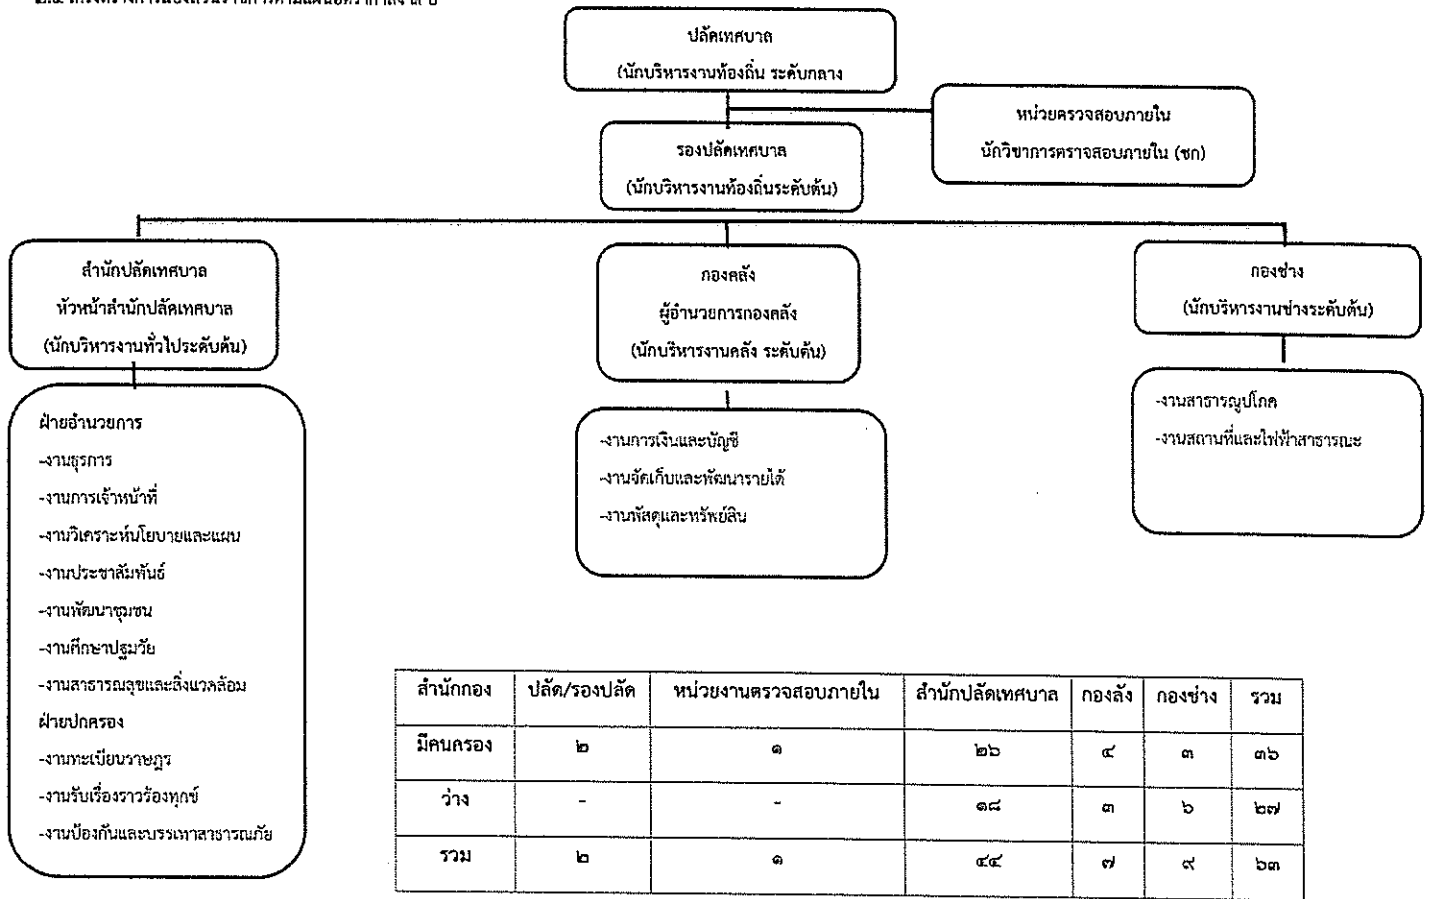 ปลัดเทศบาล
(นักบริหารงานท้องถิ่น ระดับกลาง
หน่วยตรวจสอบภายใน
นักวิชาการตราจสอบภายใน (ชก)
รองปลัดเทศบาล
(นักบริหารงานท้องถิ่นระดับต้น)
สำนักปลัดเทศบาล
หัวหน้าสำนักปลัดเทศบาล
(นักบริหารงานทั่วไประดับต้น)
กองคลัง
ผู้อำนวยการกองคลัง
(นักบริหารงานคลัง ระดับต้น)
กองช่าง
(นักบริหารงานช่างระดับต้น)
ฝ่ายอำนวยการ
-งานธุรการ
-งานการเจ้าหน้าที่
-งานวิเคราะห์นโยบายและแผน
-งานประชาสัมพันธ์
-งานพัฒนาชุมชน
-งานศึกษาปฐมวัย
-งานสาธารณสุขและสิ่งแวดล้อม
ฝ่ายปกครอง
-งานทะเบียนราษฎร
-งานรับเรื่องราวร้องทุกข์
-งานป้องกันและบรรเทาสาธารณภัย
-งานการเงินและบัญชี
-งานจัดเก็บและพัฒนารายได้
-งานพัสดุและทรัพย์สิน
-งานสาธารณูปโภค
-งานสถานที่และไฟฟ้าสาธารณะ
สำนักกอง ปลัด/รองปลัด หน่วยงานตรวจสอบภายใน สำนักปลัดเทศบาล กองลัง กองช่าง รวม
มีคนครอง ๒ ๑ ๒๖ ๔ ๓ ๓๖
ว่าง - - ๑๘ ๓ ๖ ๒๗
รวม ๒ ๑ ๔๔ ๗ ๙ ๖๓